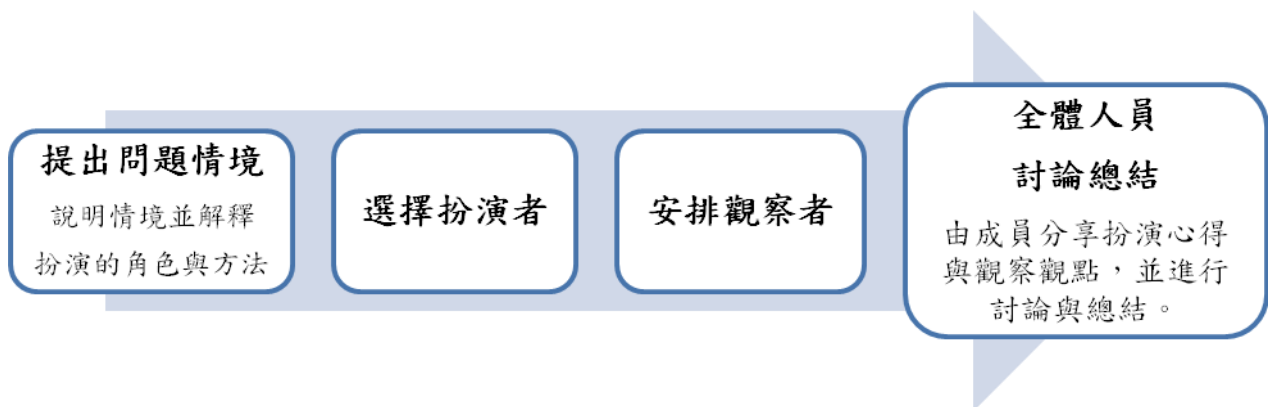 提出問題情境
說明情境並解釋
扮演的角色與方法
選擇扮演者
安排觀察者
全體人員
討論總結
由成員分享扮演心得
與觀察觀點，並進行
討論與總結。